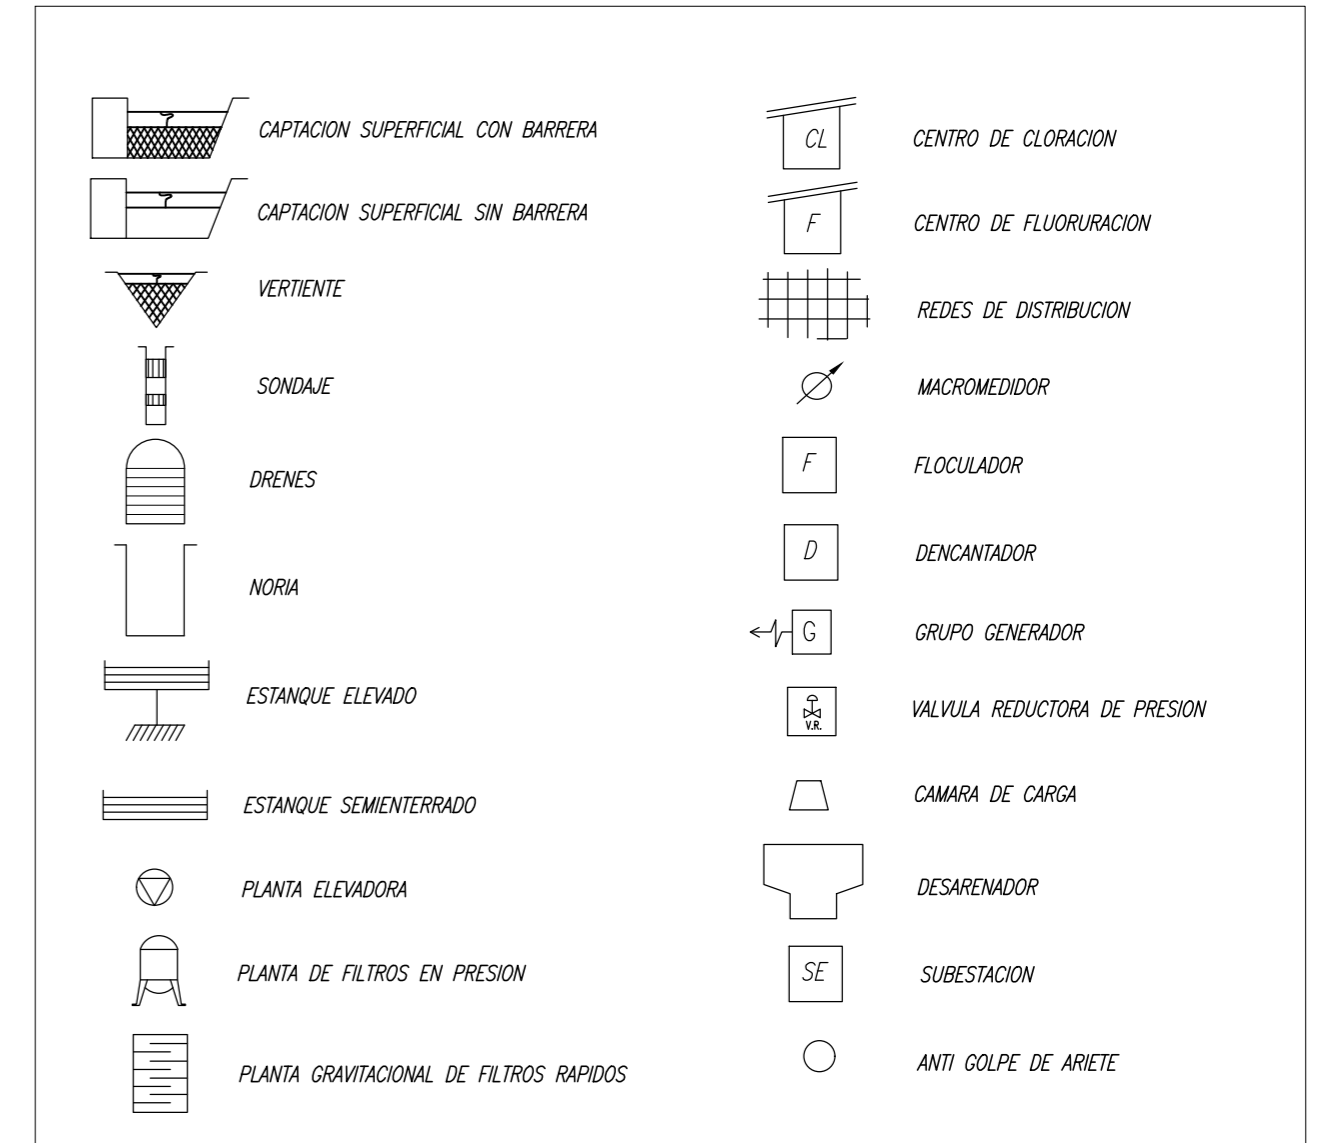 CAPTACION SUPERFICIAL CON BARRERA
CAPTACION SUPERFICIAL SIN BARRERA
VERTIENTE
SONDAJE
DRENES
NORIA
ESTANQUE ELEVADO
ESTANQUE SEMIENTERRADO
PLANTA ELEVADORA
PLANTA DE FILTROS EN PRESION
PLANTA GRAVITACIONAL DE FILTROS RAPIDOS
CL CENTRO DE CLORACION
F CENTRO DE FLUORURACION
REDES DE DISTRIBUCION
MACROMEDIDOR
F FLOCULADOR
D DENCANTADOR
G GRUPO GENERADOR
V.R. VALVULA REDUCTORA DE PRESION
CAMARA DE CARGA
DESARENADOR
SE SUBESTACION
ANTI GOLPE DE ARIETE